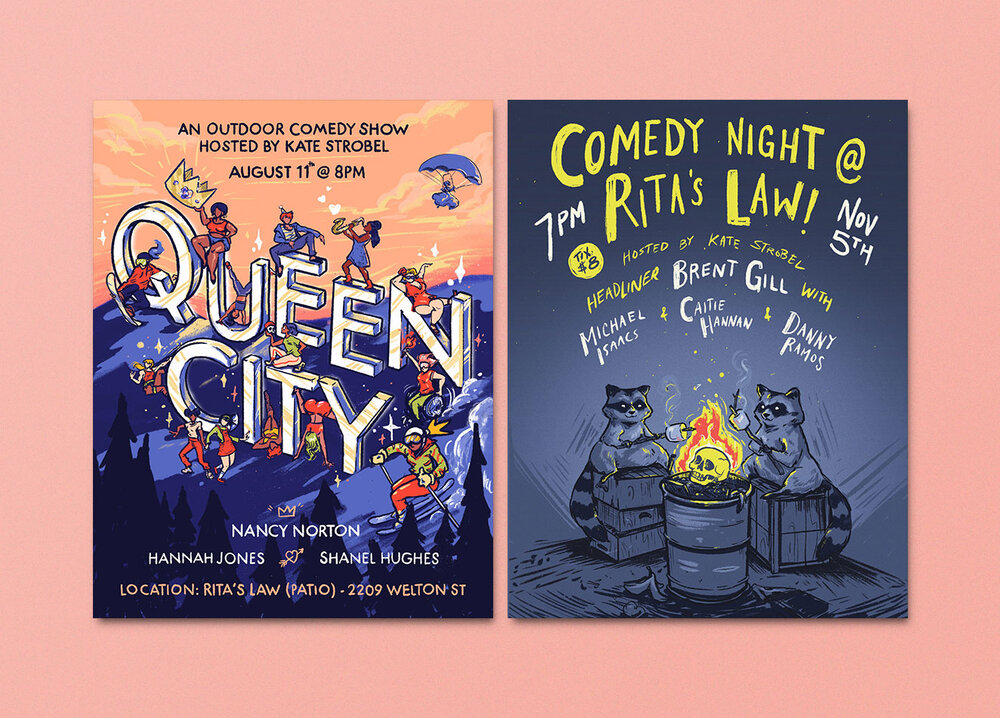 AN OUTDOOR COMEDY SHOW
HOSTED BY KATE STROBEL
AUGUST 11th @ 8PM
QUEEN
CITY
NANCY NORTON
HANNAH JONES SHANEL HUGHES
LOCATION: RITA'S LAW (PATIO) - 2209 WELTON ST
COMEDY NIGHT @
RITA'S LAW!
7PM
NOV
5TH
TIX
$8
HOSTED BY KATE STROBEL
HEADLINER BRENT GILL WITH
MICHAEL
ISAACS
&
CAITIE
HANNAN
&
DANNY
RAMOS